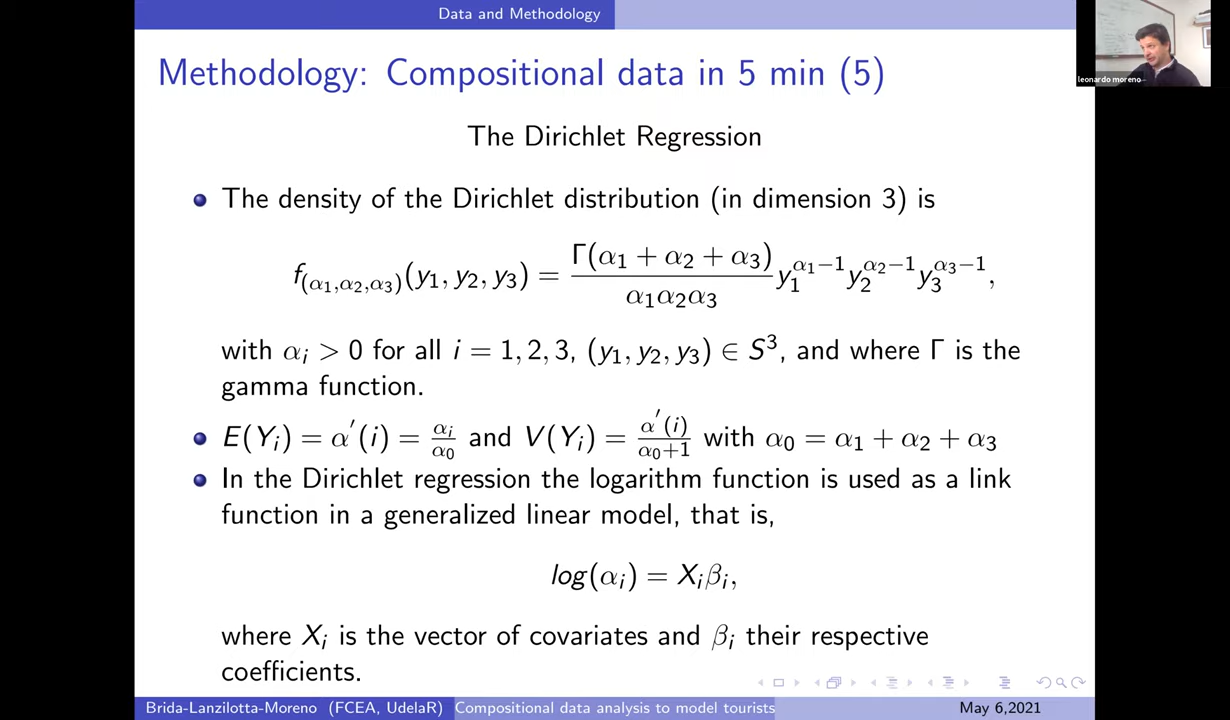 Data and Methodology
Methodology: Compositional data in 5 min (5)
leonardo moreno
The Dirichlet Regression
The density of the Dirichlet distribution (in dimension 3) is
f(α1,α2,α3)(y1, y2, y3) = Γ(α1 + α2 + α3) / α1α2α3 y1^α1−1 y2^α2−1 y3^α3−1,
with αi > 0 for all i = 1, 2, 3, (y1, y2, y3) ∈ S^3, and where Γ is the
gamma function.
E(Yi) = α′(i) = αi/α0 and V(Yi) = α′(i)/α0+1 with α0 = α1 + α2 + α3
In the Dirichlet regression the logarithm function is used as a link
function in a generalized linear model, that is,
log(αi) = Xiβi,
where Xi is the vector of covariates and βi their respective
coefficients.
Brida-Lanzilotta-Moreno (FCEA, UdelaR) Compositional data analysis to model tourists May 6,2021